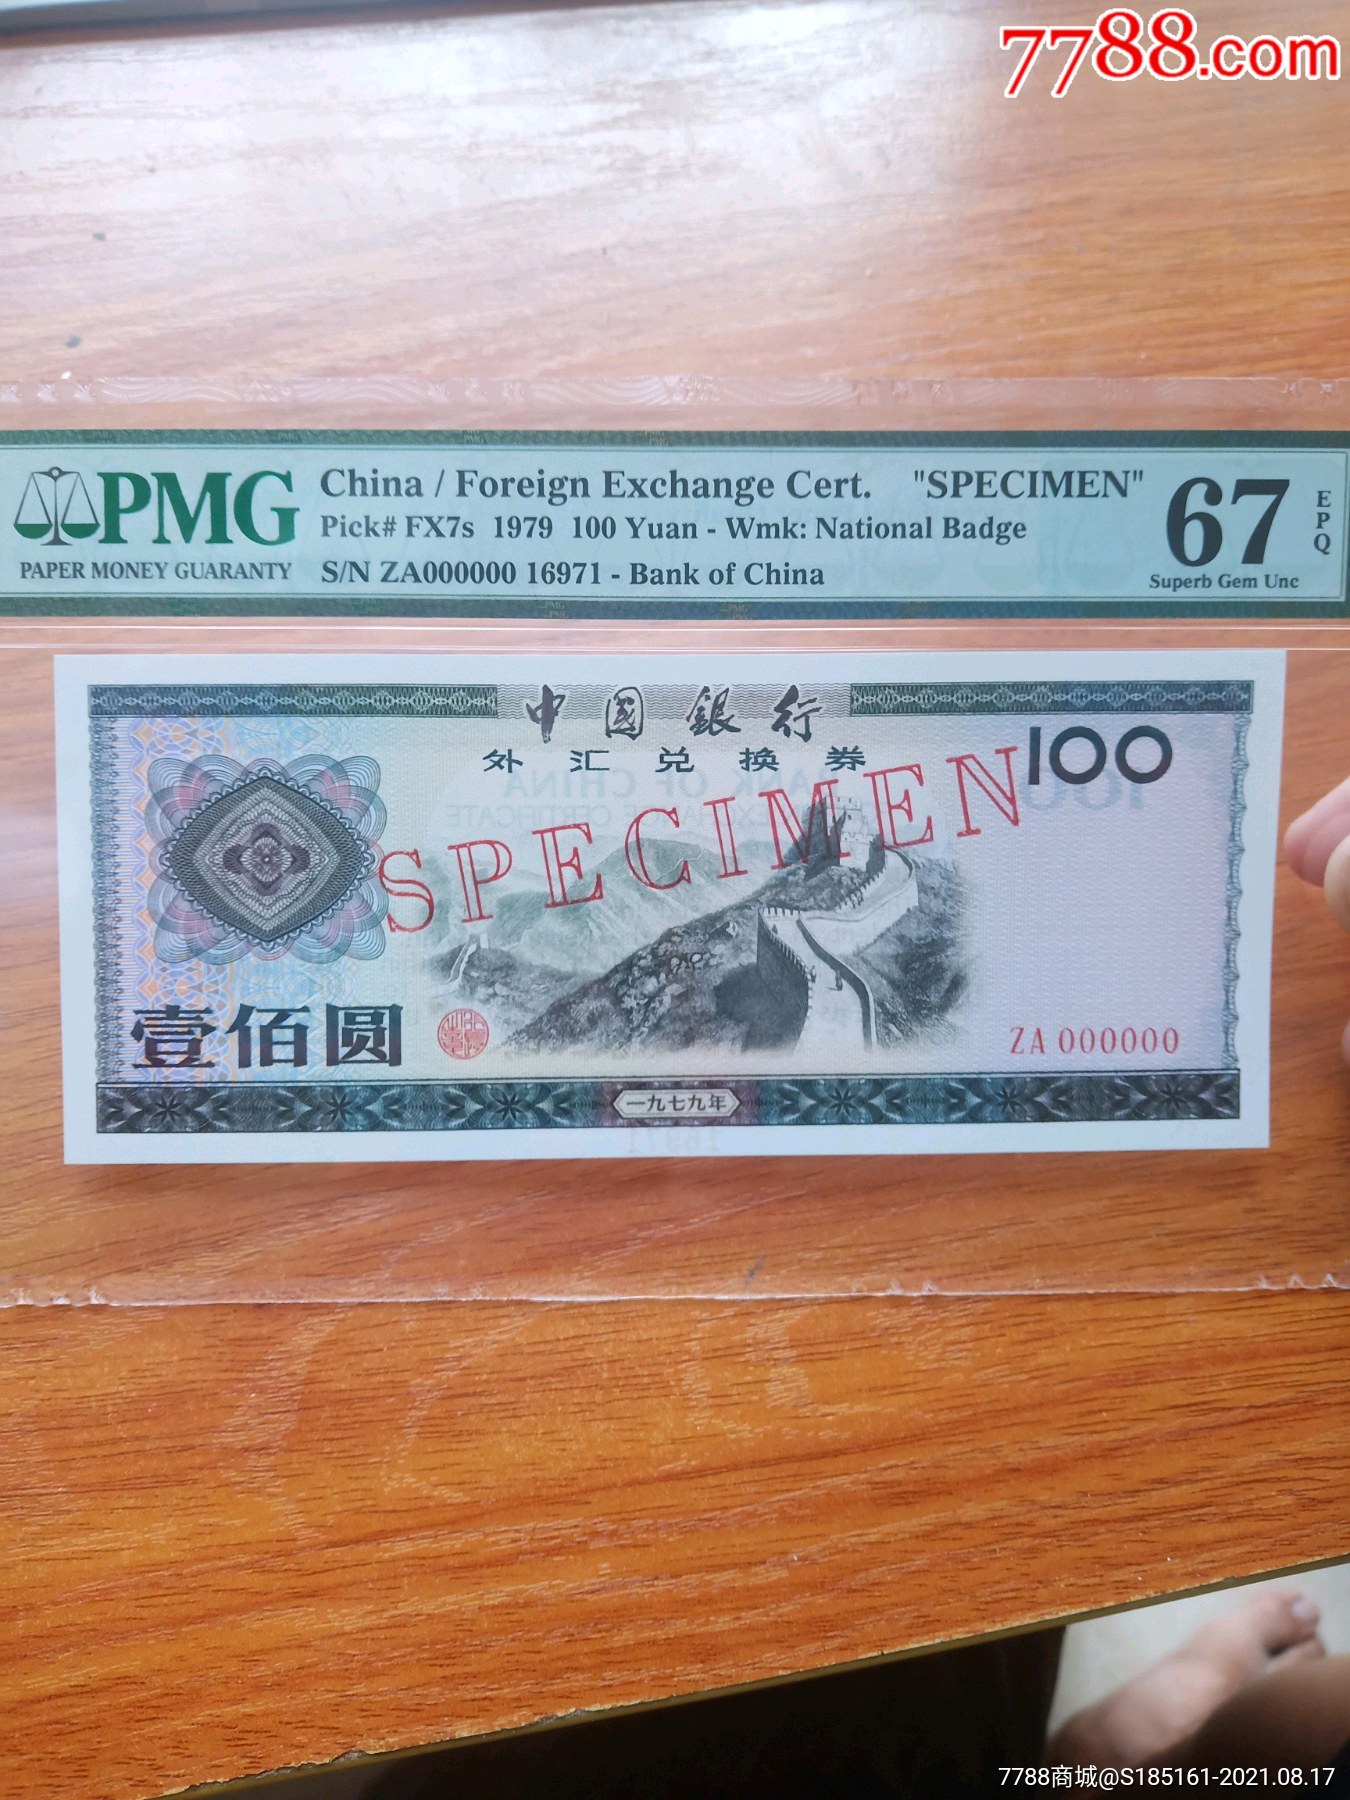 7788.com
PMG
PAPER MONEY GUARANTY
China / Foreign Exchange Cert. "SPECIMEN"
Pick# FX7s 1979 100 Yuan - Wmk: National Badge
S/N ZA000000 16971 - Bank of China
67
EPQ
Superb Gem Unc
中國銀行
外汇兑换券
100
SPECIMEN
壹佰圆
ZA 000000
一九七九年
7788商城@S185161-2021.08.17